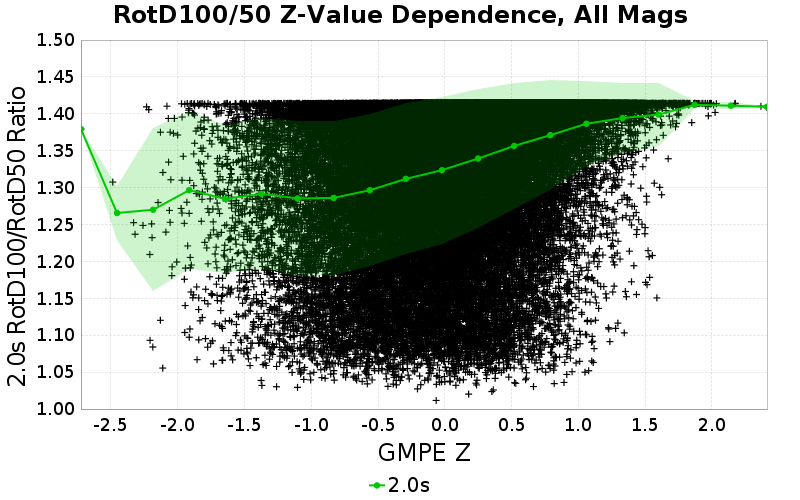 RotD100/50 Z-Value Dependence, All Mags
2.0s RotD100/RotD50 Ratio
1.50
1.45
1.40
1.35
1.30
1.25
1.20
1.15
1.10
1.05
1.00
-2.5 -2.0 -1.5 -1.0 -0.5 0.0 0.5 1.0 1.5 2.0
GMPE Z
2.0s